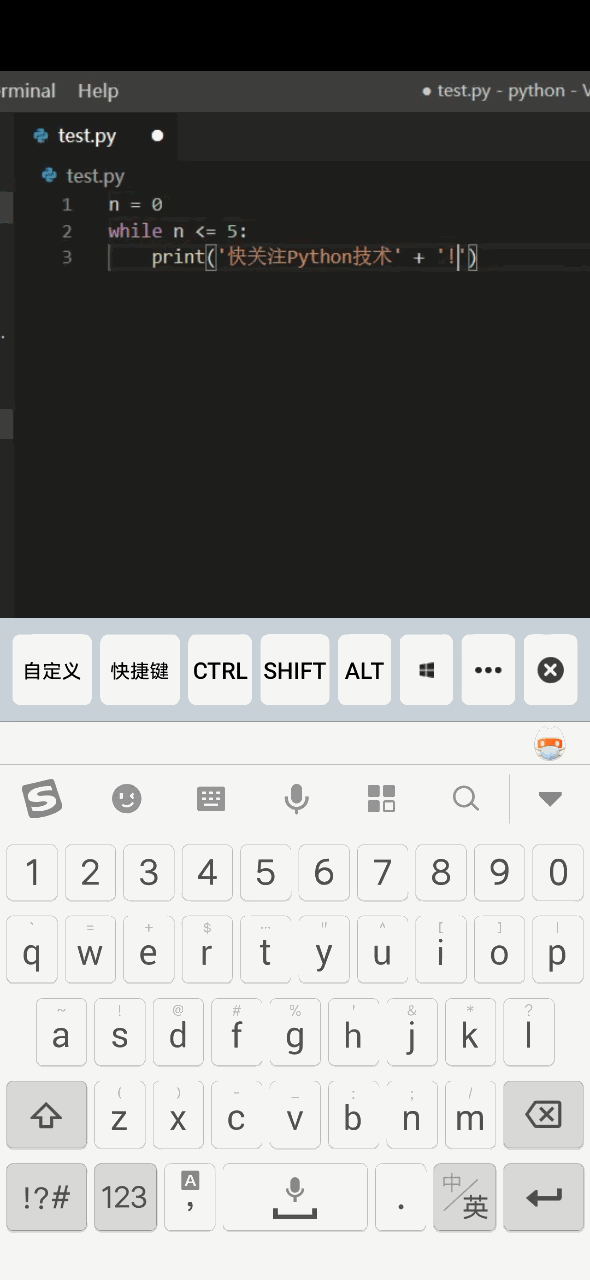 erminal Help ● test.py - python - V
test.py ●
test.py
1 n = 0
2 while n <= 5:
3 print('快关注Python技术' + '!')
自定义 快捷键 CTRL SHIFT ALT •••
S
1 2 3 4 5 6 7 8 9 0
` = + $ ... " ^ [ ] |
q w e r t y u i o p
~ ! @ # % ' & * ?
a s d f g h j k l
( ) - _ : ; /
z x c v b n m
!?# 123 A , . 中/英